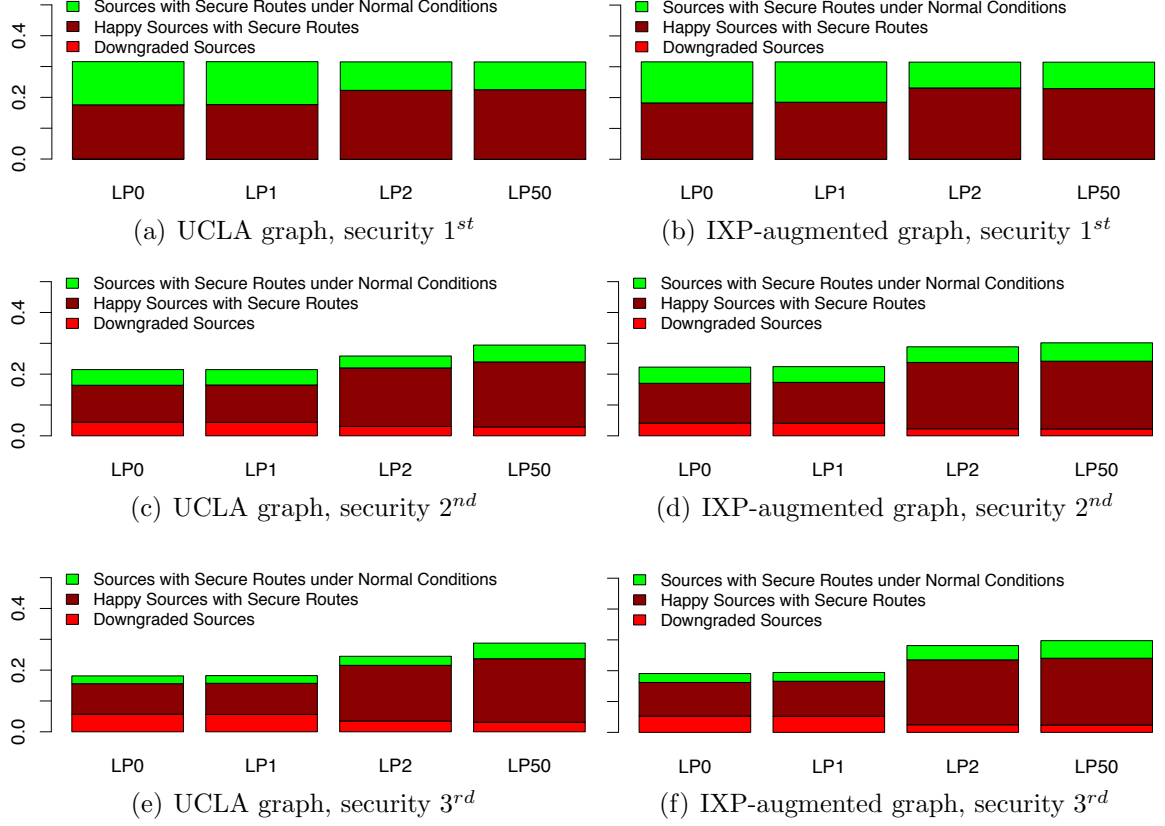 Sources with Secure Routes under Normal Conditions
Happy Sources with Secure Routes
Downgraded Sources
0.4
0.2
0.0
LP0 LP1 LP2 LP50
(a) UCLA graph, security 1st
Sources with Secure Routes under Normal Conditions
Happy Sources with Secure Routes
Downgraded Sources
LP0 LP1 LP2 LP50
(b) IXP-augmented graph, security 1st
Sources with Secure Routes under Normal Conditions
Happy Sources with Secure Routes
Downgraded Sources
0.4
0.2
0.0
LP0 LP1 LP2 LP50
(c) UCLA graph, security 2nd
Sources with Secure Routes under Normal Conditions
Happy Sources with Secure Routes
Downgraded Sources
LP0 LP1 LP2 LP50
(d) IXP-augmented graph, security 2nd
Sources with Secure Routes under Normal Conditions
Happy Sources with Secure Routes
Downgraded Sources
0.4
0.2
0.0
LP0 LP1 LP2 LP50
(e) UCLA graph, security 3rd
Sources with Secure Routes under Normal Conditions
Happy Sources with Secure Routes
Downgraded Sources
LP0 LP1 LP2 LP50
(f) IXP-augmented graph, security 3rd